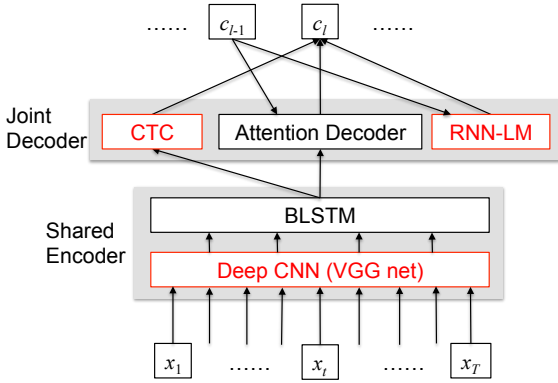 ...... c_{l-1} ...... c_l ......
Joint
Decoder
CTC Attention Decoder RNN-LM
Shared
Encoder
BLSTM
Deep CNN (VGG net)
x_1 ...... x_t ...... x_T